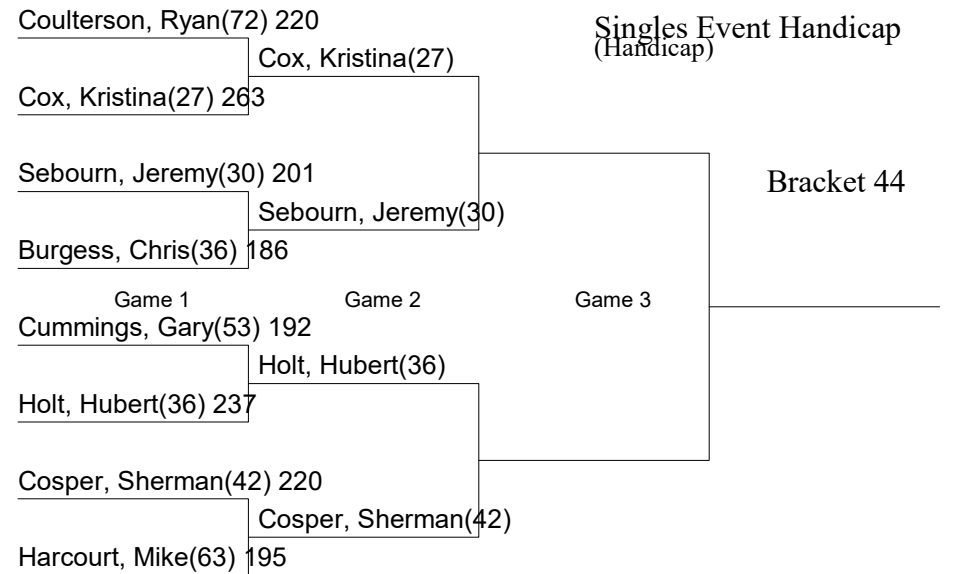 Coulterson, Ryan(72) 220
Singles Event Handicap
(Handicap)
Cox, Kristina(27)
Cox, Kristina(27) 263
Sebourn, Jeremy(30) 201
Bracket 44
Sebourn, Jeremy(30)
Burgess, Chris(36) 186
Game 1 Game 2 Game 3
Cummings, Gary(53) 192
Holt, Hubert(36)
Holt, Hubert(36) 237
Cosper, Sherman(42) 220
Cosper, Sherman(42)
Harcourt, Mike(63) 195